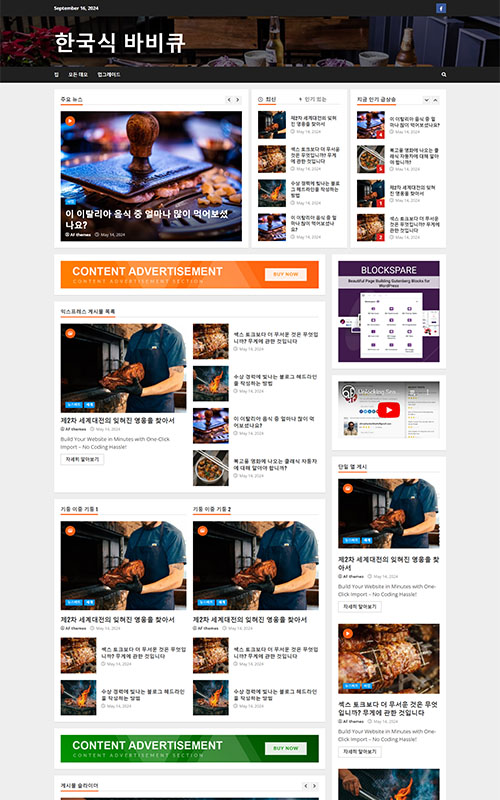 September 16, 2024
한국식 바비큐
집 모든 데모 업그레이드
주요 뉴스
이 이탈리아 음식 중 얼마나 많이 먹어보셨
나요?
AF themes May 14, 2024
최신 인기 있는
제2차 세계대전의 잊혀
진 영웅을 찾아서
May 14, 2024
섹스 토크보다 더 무서
운 것은 무엇입니까? 무
게에 관한 것입니다
May 14, 2024
수상 경력에 빛나는 블로
그 헤드라인을 작성하는
방법
May 14, 2024
이 이탈리아 음식 중 얼
마나 많이 먹어보셨나요?
May 14, 2024
지금 인기 급상승
이 이탈리아 음식 중 얼
마나 많이 먹어보셨나요?
May 14, 2024
4
복고풍 영화에 나오는 클
래식 자동차에 대해 알아
야 합니까?
May 14, 2024
5
제2차 세계대전의 잊혀
진 영웅을 찾아서
May 14, 2024
1
섹스 토크보다 더 무서
운 것은 무엇입니까? 무
게에 관한 것입니다
May 14, 2024
2
CONTENT ADVERTISEMENT
CONTENT ADVERTISEMENT SECTION
BUY NOW
익스프레스 게시물 목록
뉴스레터 세계
제2차 세계대전의 잊혀진 영웅을 찾아서
AF themes May 14, 2024
Build Your Website in Minutes with One-Click
Import – No Coding Hassle!
자세히 알아보기
섹스 토크보다 더 무서운 것은 무엇입
니까? 무게에 관한 것입니다
May 14, 2024
수상 경력에 빛나는 블로그 헤드라인
을 작성하는 방법
May 14, 2024
이 이탈리아 음식 중 얼마나 많이 먹
어보셨나요?
May 14, 2024
복고풍 영화에 나오는 클래식 자동차
에 대해 알아야 합니까?
May 14, 2024
BLOCKSPARE
Beautiful Page Building Gutenberg Blocks for
WordPress
Unlocking Seo
단일 열 게시
뉴스레터 세계
제2차 세계대전의 잊혀진 영웅을 찾
아서
AF themes May 14, 2024
Build Your Website in Minutes with One-
Click Import – No Coding Hassle!
자세히 알아보기
섹스 토크보다 더 무서운 것은 무엇
입니까? 무게에 관한 것입니다
AF themes May 14, 2024
Build Your Website in Minutes with One-
Click Import – No Coding Hassle!
자세히 알아보기
기둥 이중 기둥 1
뉴스레터 세계
제2차 세계대전의 잊혀진 영웅을 찾아서
AF themes May 14, 2024
섹스 토크보다 더 무서운 것은 무엇입
니까? 무게에 관한 것입니다
May 14, 2024
수상 경력에 빛나는 블로그 헤드라인
을 작성하는 방법
May 14, 2024
기둥 이중 기둥 2
뉴스레터 세계
제2차 세계대전의 잊혀진 영웅을 찾아서
AF themes May 14, 2024
섹스 토크보다 더 무서운 것은 무엇입
니까? 무게에 관한 것입니다
May 14, 2024
수상 경력에 빛나는 블로그 헤드라인
을 작성하는 방법
May 14, 2024
CONTENT ADVERTISEMENT
CONTENT ADVERTISEMENT SECTION
BUY NOW
게시물 슬라이더